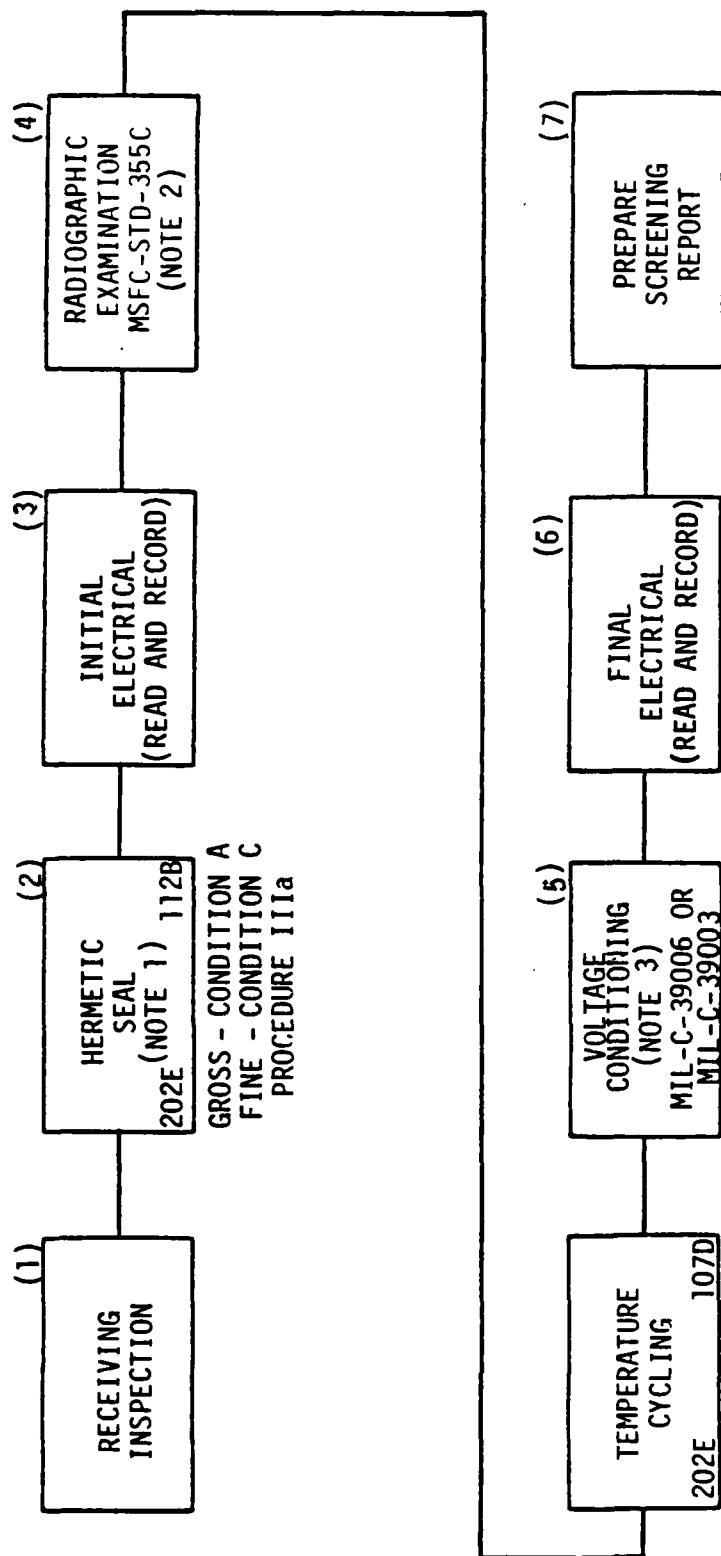 (1)
RECEIVING
INSPECTION
(2)
HERMETIC
SEAL
(NOTE 1)
202E 112B
GROSS - CONDITION A
FINE - CONDITION C
PROCEDURE IIIa
(3)
INITIAL
ELECTRICAL
(READ AND RECORD)
(4)
RADIOGRAPHIC
EXAMINATION
MSFC-STD-355C
(NOTE 2)
TEMPERATURE
CYCLING
202E 107D
(5)
VOLTAGE
CONDITIONING
(NOTE 3)
MIL-C-39006 OR
MIL-C-39003
(6)
FINAL
ELECTRICAL
(READ AND RECORD)
(7)
PREPARE
SCREENING
REPORT